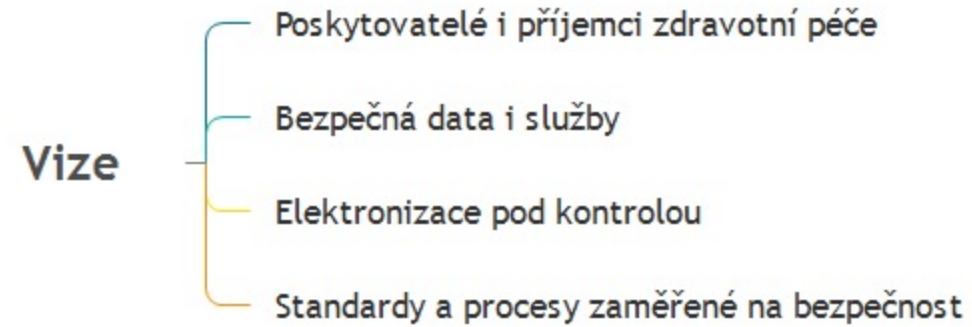 Vize
Poskytovatelé i příjemci zdravotní péče
Bezpečná data i služby
Elektronizace pod kontrolou
Standardy a procesy zaměřené na bezpečnost